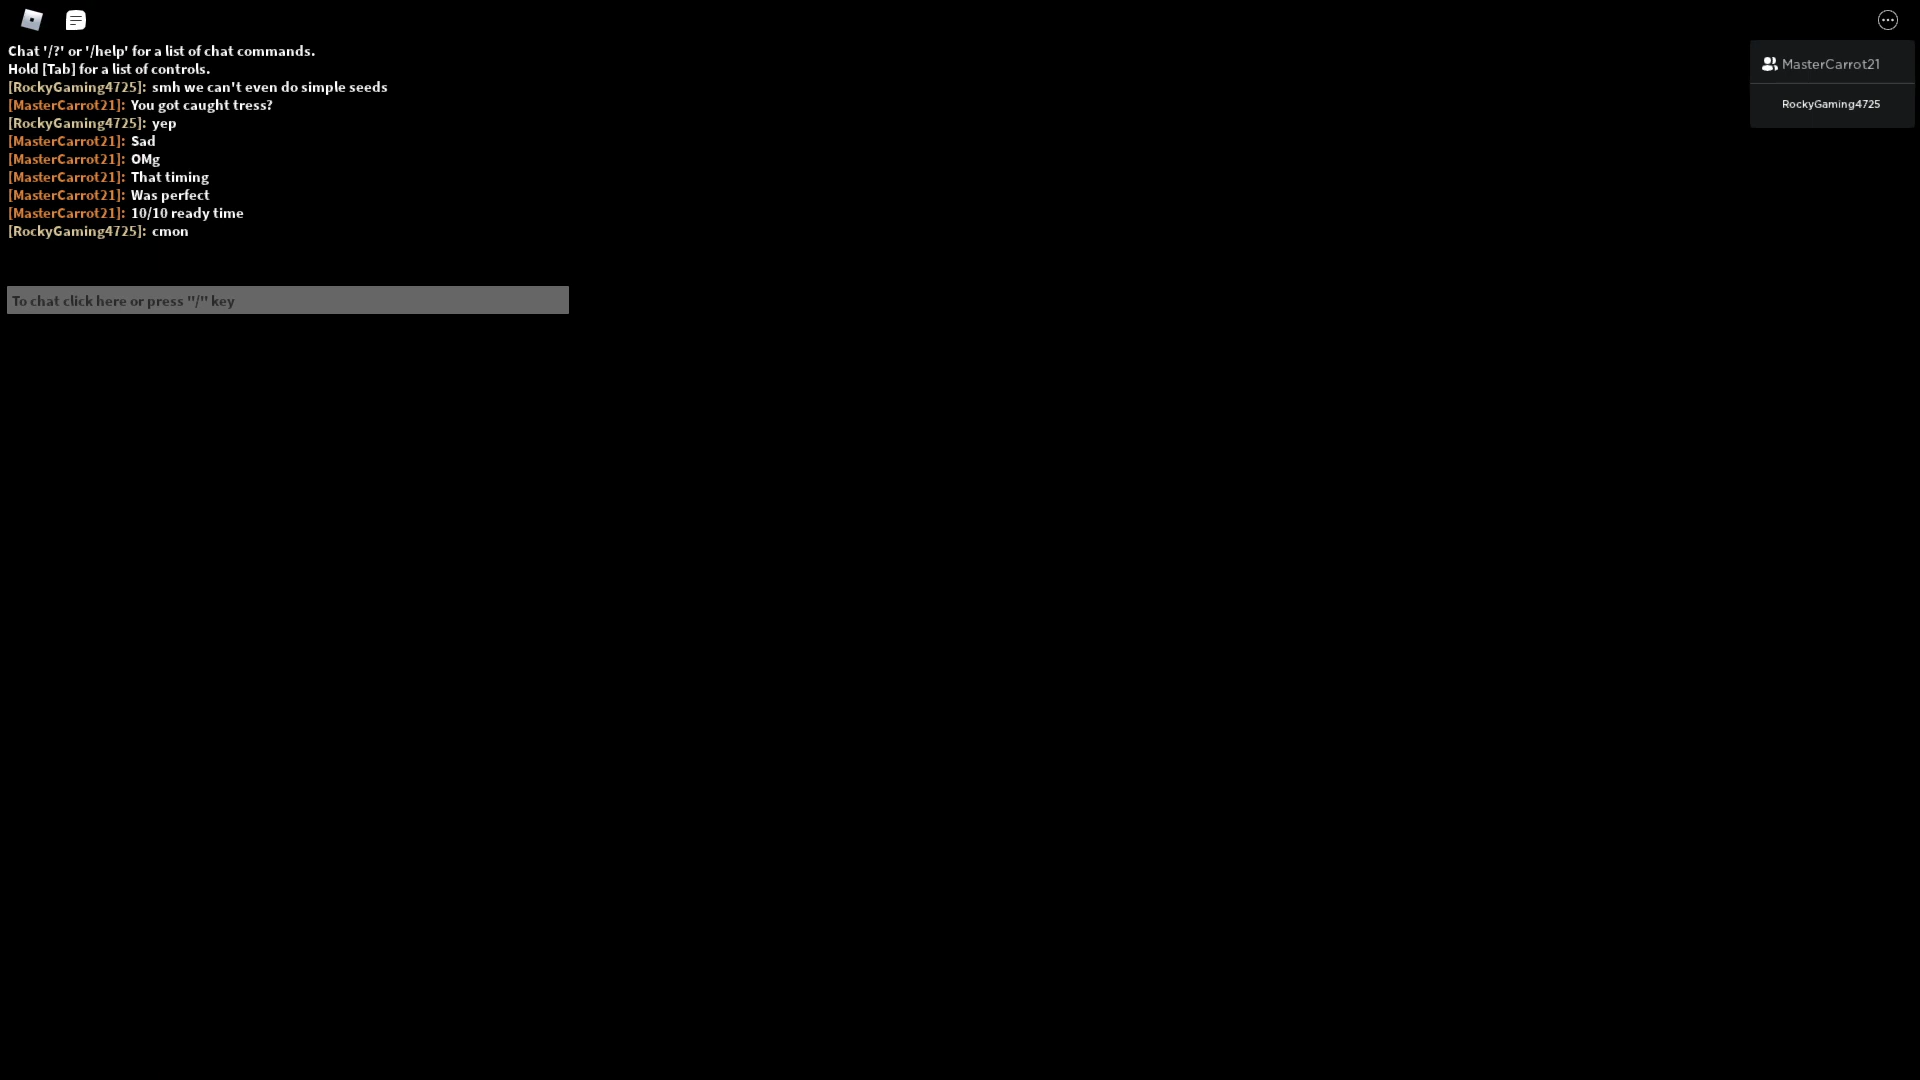 Chat '/?' or '/help' for a list of chat commands.
Hold [Tab] for a list of controls.
[RockyGaming4725]: smh we can't even do simple seeds
[MasterCarrot21]: You got caught tress?
[RockyGaming4725]: yep
[MasterCarrot21]: Sad
[MasterCarrot21]: OMg
[MasterCarrot21]: That timing
[MasterCarrot21]: Was perfect
[MasterCarrot21]: 10/10 ready time
[RockyGaming4725]: cmon
To chat click here or press "/" key
MasterCarrot21
RockyGaming4725